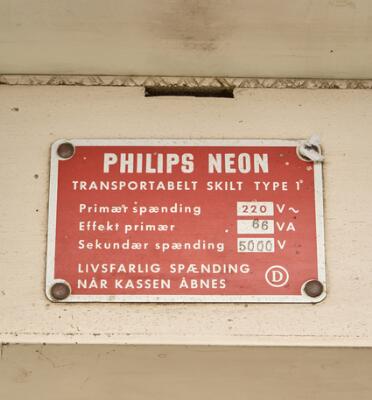 PHILIPS NEON
TRANSPORTABELT SKILT TYPE 1
Primær spænding 220 V~
Effekt primær 66 VA
Sekundær spænding 5000 V
LIVSFARLIG SPÆNDING
NÅR KASSEN ÅBNES
D